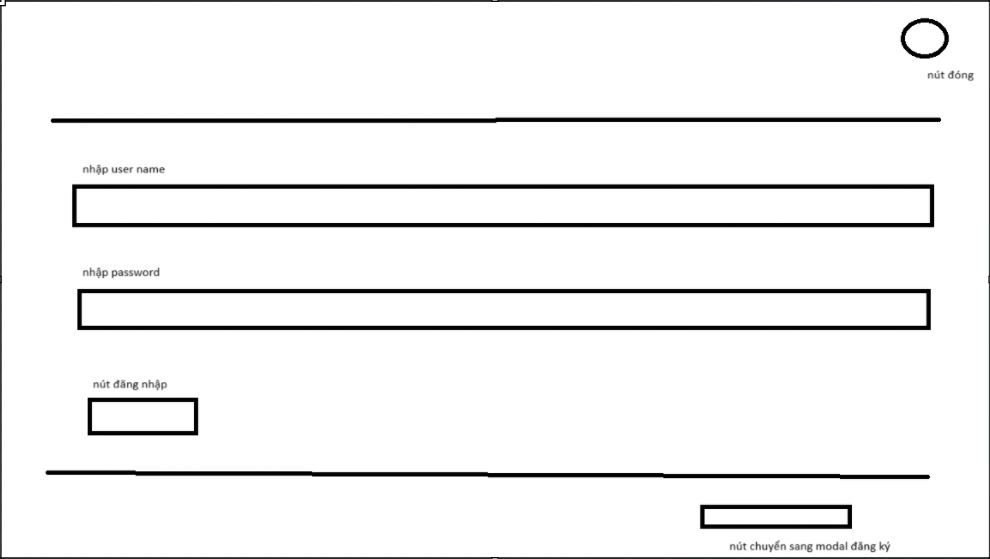 nút đóng
nhập user name
nhập password
nút đăng nhập
nút chuyển sang modal đăng ký